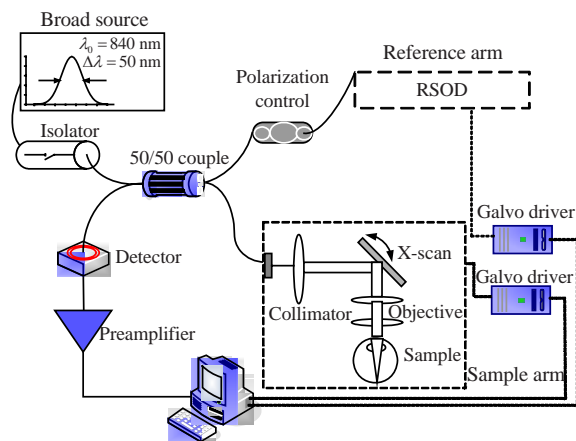 Broad source
λ0 = 840 nm
Δλ = 50 nm
Isolator
Polarization
control
Reference arm
RSOD
50/50 couple
Galvo driver
Detector
X-scan
Galvo driver
Collimator
Objective
Preamplifier
Sample
Sample arm